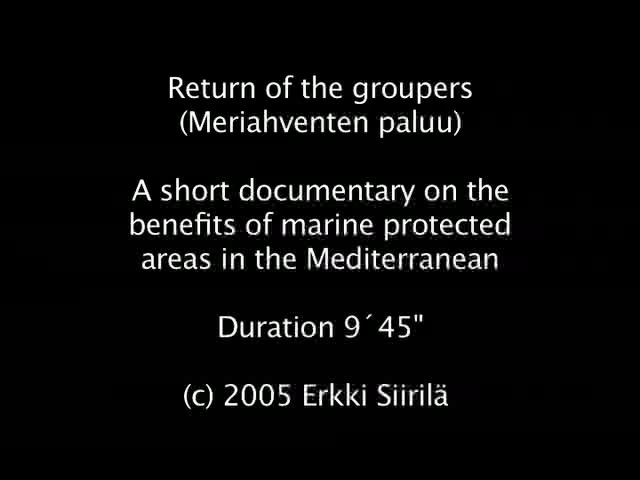 Return of the groupers
(Meriahventen paluu)
A short documentary on the
benefits of marine protected
areas in the Mediterranean
Duration 9´45"
(c) 2005 Erkki Siirilä